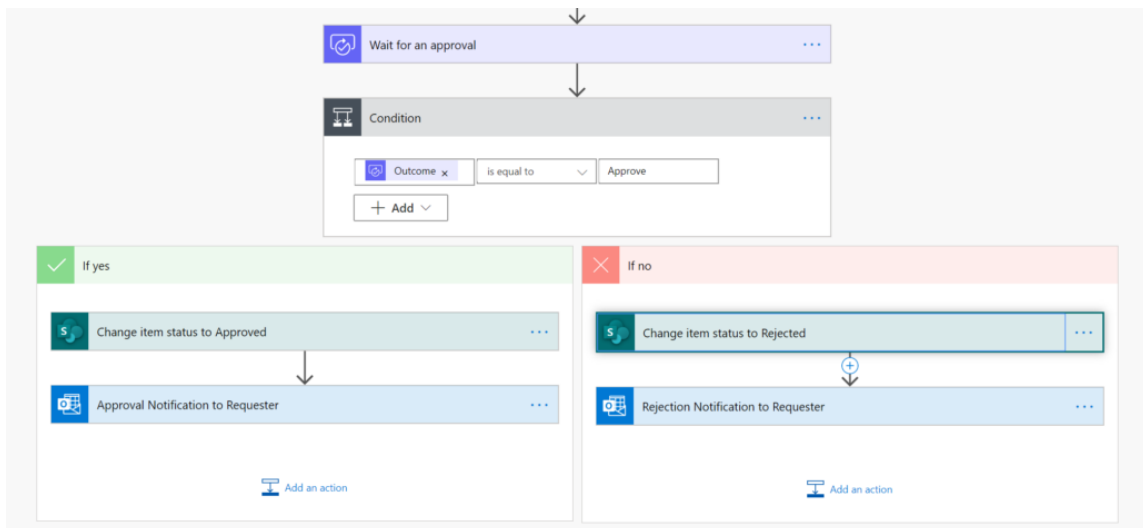 Wait for an approval
Condition
Outcome x is equal to Approve
+ Add
If yes
Change item status to Approved
Approval Notification to Requester
Add an action
If no
Change item status to Rejected
Rejection Notification to Requester
Add an action